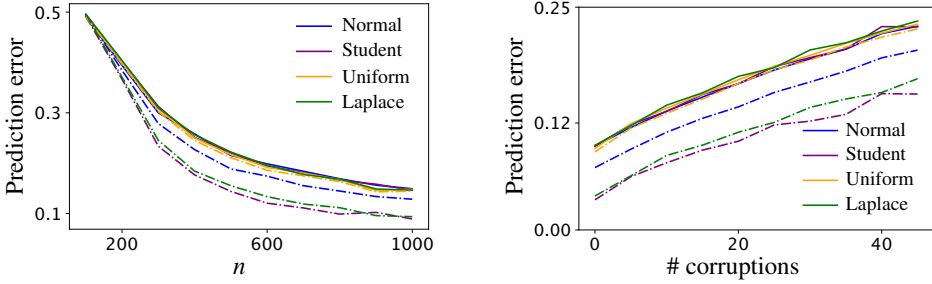 Prediction error
0.5
0.3
0.1
200
600
1000
n
Normal
Student
Uniform
Laplace
Prediction error
0.25
0.12
0.00
0
20
40
# corruptions
Normal
Student
Uniform
Laplace